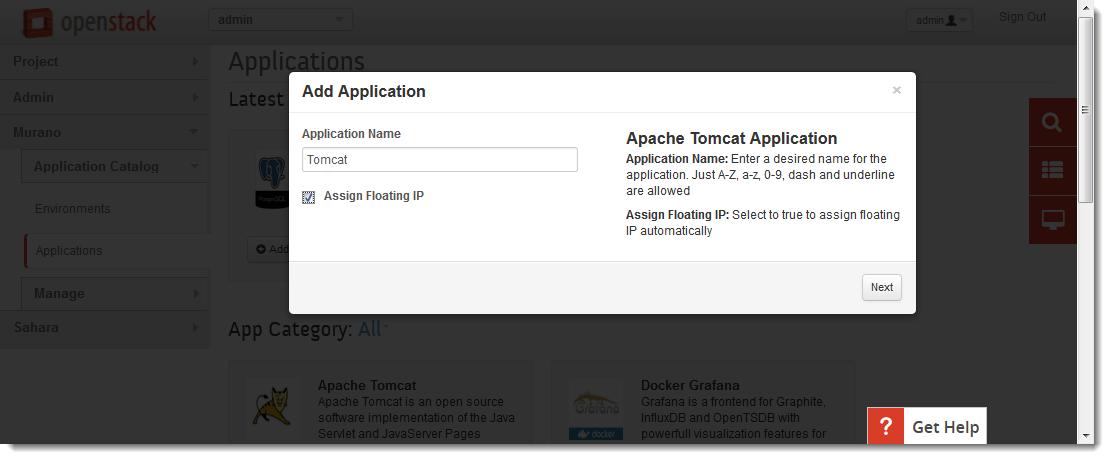 openstack
admin
admin
Sign Out
Project
Admin
Murano
Application Catalog
Environments
Applications
Manage
Sahara
Applications
Latest
PostgreSQL
Add
Add Application
×
Application Name
Tomcat
Assign Floating IP
Apache Tomcat Application
Application Name: Enter a desired name for the
application. Just A-Z, a-z, 0-9, dash and underline
are allowed
Assign Floating IP: Select to true to assign floating
IP automatically
Next
App Category: All
Apache Tomcat
Apache Tomcat is an open source
software implementation of the Java
Servlet and JavaServer Pages
Grafana
docker
Docker Grafana
Grafana is a frontend for Graphite,
InfluxDB and OpenTSDB with
powerfull visualization features for
? Get Help